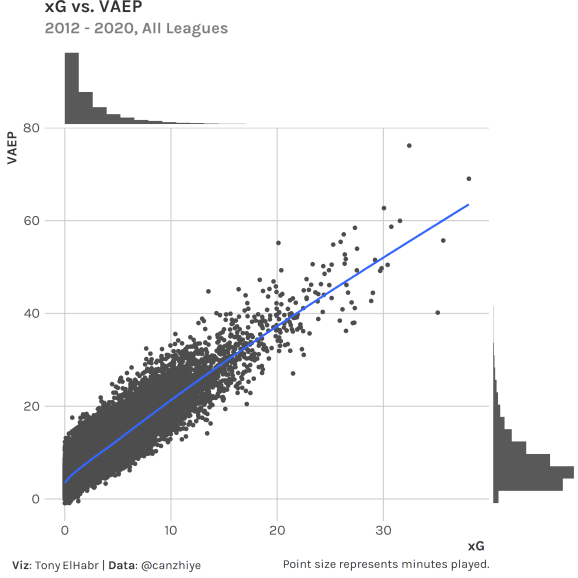 xG vs. VAEP
2012 - 2020, All Leagues
VAEP
80
60
40
20
0
0 10 20 30
xG
Viz: Tony ElHabr | Data: @canzhiye
Point size represents minutes played.